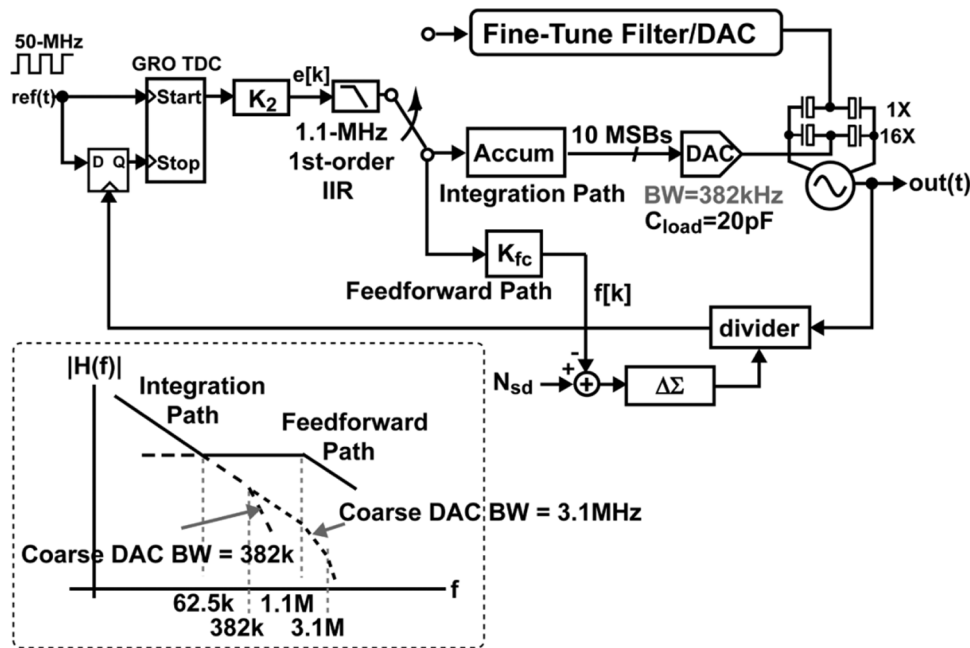 Fine-Tune Filter/DAC
50-MHz
GRO TDC
ref(t)
Start
Stop
D Q
K2
e[k]
1.1-MHz
1st-order
IIR
Accum
Integration Path
10 MSBs
DAC
BW=382kHz
Cload=20pF
1X
16X
out(t)
Kfc
Feedforward Path
f[k]
divider
Nsd
+
-
+
ΔΣ
|H(f)|
Integration
Path
Feedforward
Path
Coarse DAC BW = 3.1MHz
Coarse DAC BW = 382k
f
62.5k
1.1M
382k
3.1M